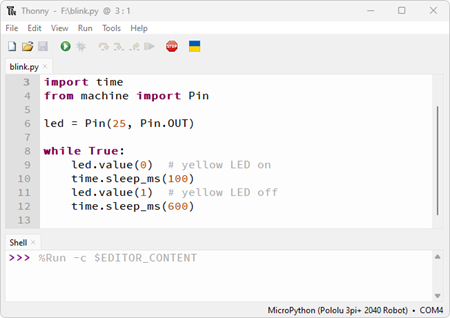 Thonny - F:\blink.py @ 3 : 1
File Edit View Run Tools Help
STOP
blink.py ×
3 import time
4 from machine import Pin
5
6 led = Pin(25, Pin.OUT)
7
8 while True:
9     led.value(0)  # yellow LED on
10     time.sleep_ms(100)
11     led.value(1)  # yellow LED off
12     time.sleep_ms(600)
13
Shell ×
>>> %Run -c $EDITOR_CONTENT
MicroPython (Pololu 3pi+ 2040 Robot) • COM4